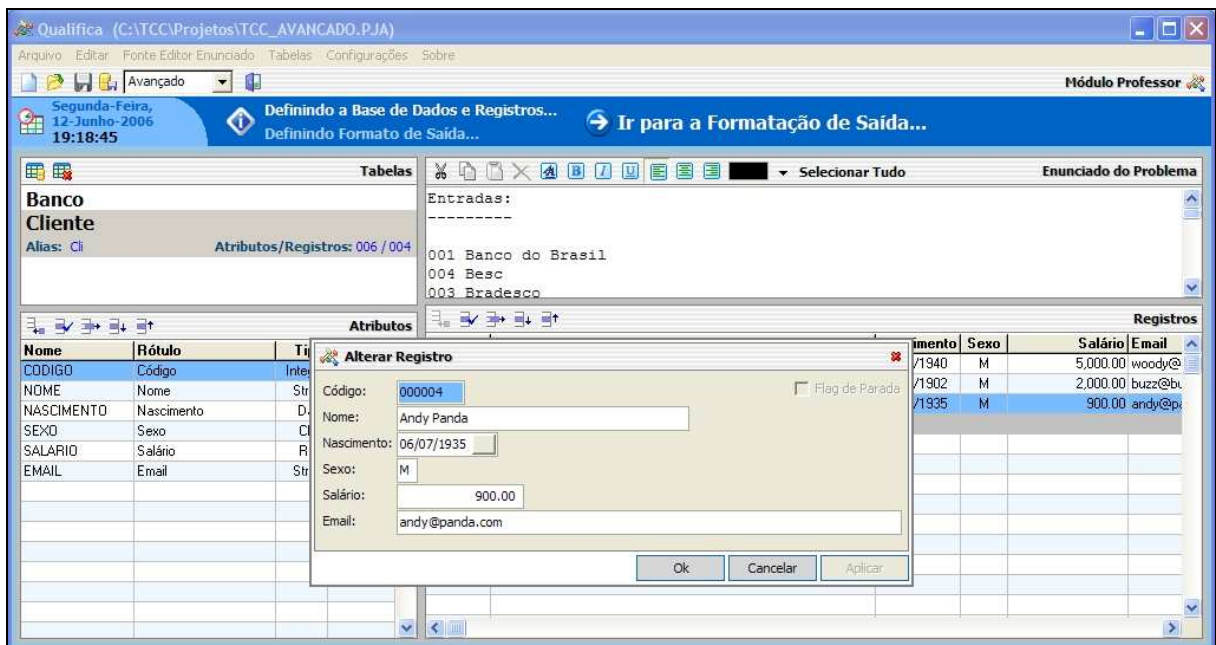 Qualifica (C:\TCC\Projetos\TCC_AVANCADO.PJA)
Arquivo Editar Fonte Editor Enunciado Tabelas Configurações Sobre
Avançado Módulo Professor
Segunda-Feira,
12-Junho-2006
19:18:45
Definindo a Base de Dados e Registros...
Definindo Formato de Saída...
Ir para a Formatação de Saída...
Tabelas
Banco
Cliente
Alias: Cli Atributos/Registros: 006 / 004
Selecionar Tudo Enunciado do Problema
Entradas:
---------
001 Banco do Brasil
004 Besc
003 Bradesco
Atributos
Nome Rótulo
CODIGO Código
NOME Nome
NASCIMENTO Nascimento
SEXO Sexo
SALARIO Salário
EMAIL Email
Registros
Sexo Salário Email
/1940 M 5,000.00 woody@
/1902 M 2,000.00
/1935 M 900.00
Alterar Registro
Código: 000004 Flag de Parada
Nome: Andy Panda
Nascimento: 06/07/1935
Sexo: M
Salário: 900.00
Email: andy@panda.com
Ok Cancelar Aplicar